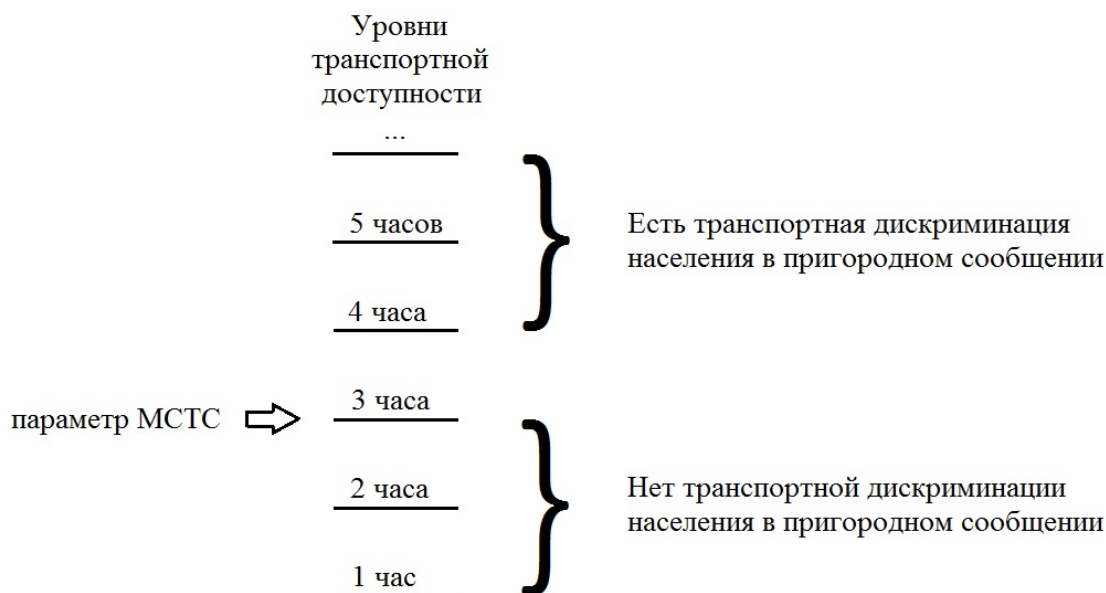 Уровни
транспортной
доступности
...
5 часов
Есть транспортная дискриминация
населения в пригородном сообщении
4 часа
3 часа
параметр МСТС
2 часа
Нет транспортной дискриминации
населения в пригородном сообщении
1 час